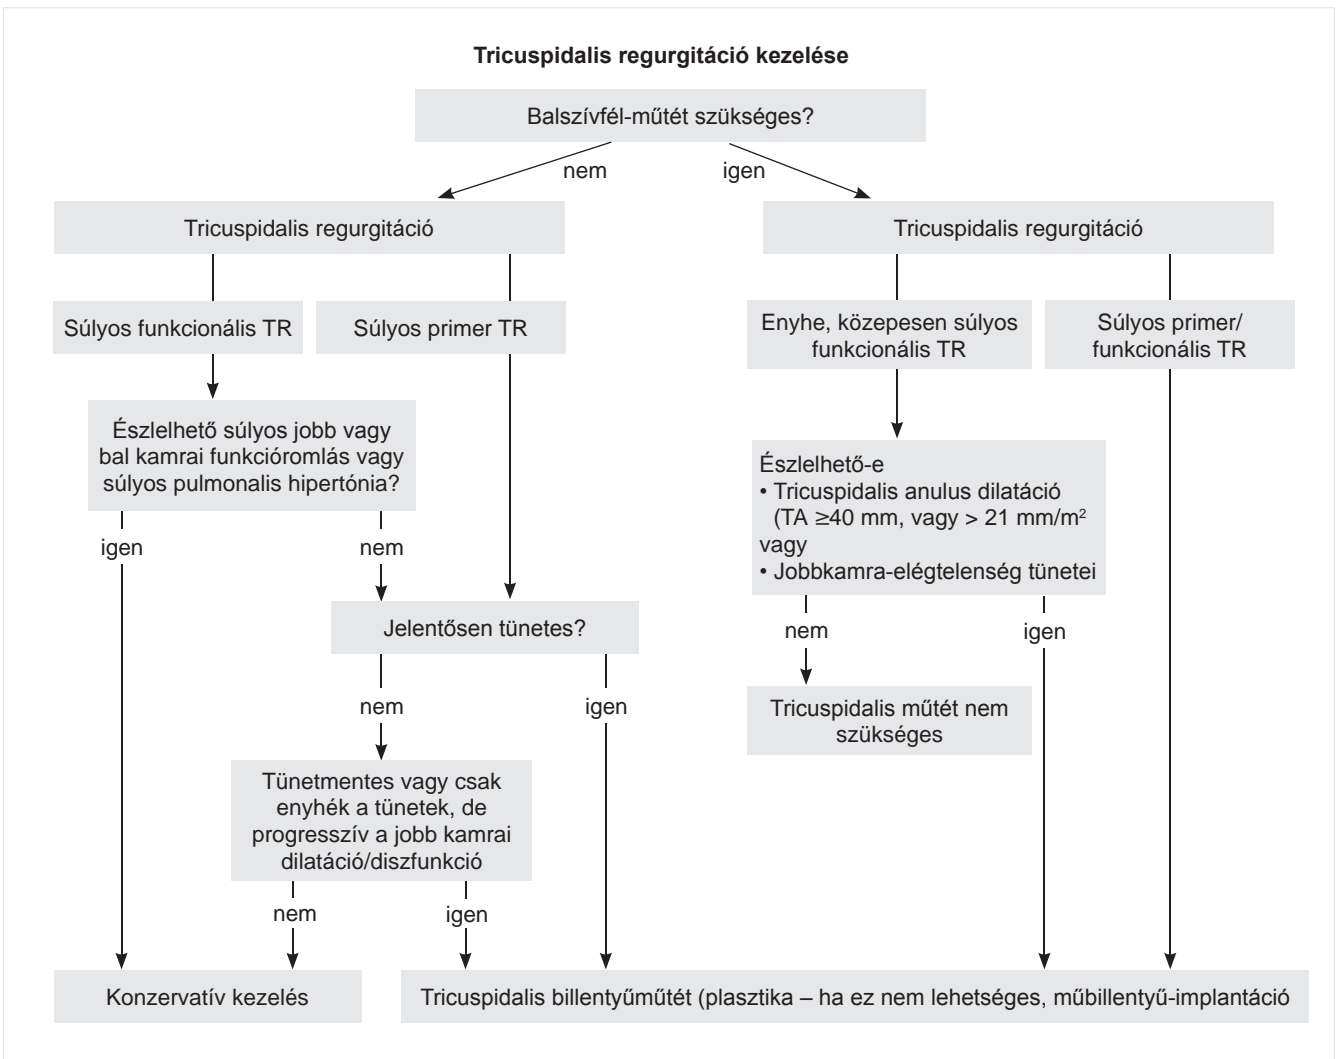 Tricuspidalis regurgitáció kezelése
Balszívfél-műtét szükséges?
nem
igen
Tricuspidalis regurgitáció
Tricuspidalis regurgitáció
Súlyos funkcionális TR
Súlyos primer TR
Enyhe, közepesen súlyos
funkcionális TR
Súlyos primer/
funkcionális TR
Észlelhető súlyos jobb vagy
bal kamrai funkcióromlás vagy
súlyos pulmonalis hipertónia?
Észlelhető-e
• Tricuspidalis anulus dilatáció
(TA ≥40 mm, vagy > 21 mm/m²
vagy
• Jobbkamra-elégtelenség tünetei
igen
nem
Jelentősen tünetes?
nem
igen
nem
igen
Tricuspidalis műtét nem
szükséges
Tünetmentes vagy csak
enyhék a tünetek, de
progresszív a jobb kamrai
dilatáció/diszfunkció
nem
igen
Konzervatív kezelés
Tricuspidalis billentyűműtét (plasztika – ha ez nem lehetséges, műbillentyű-implantáció